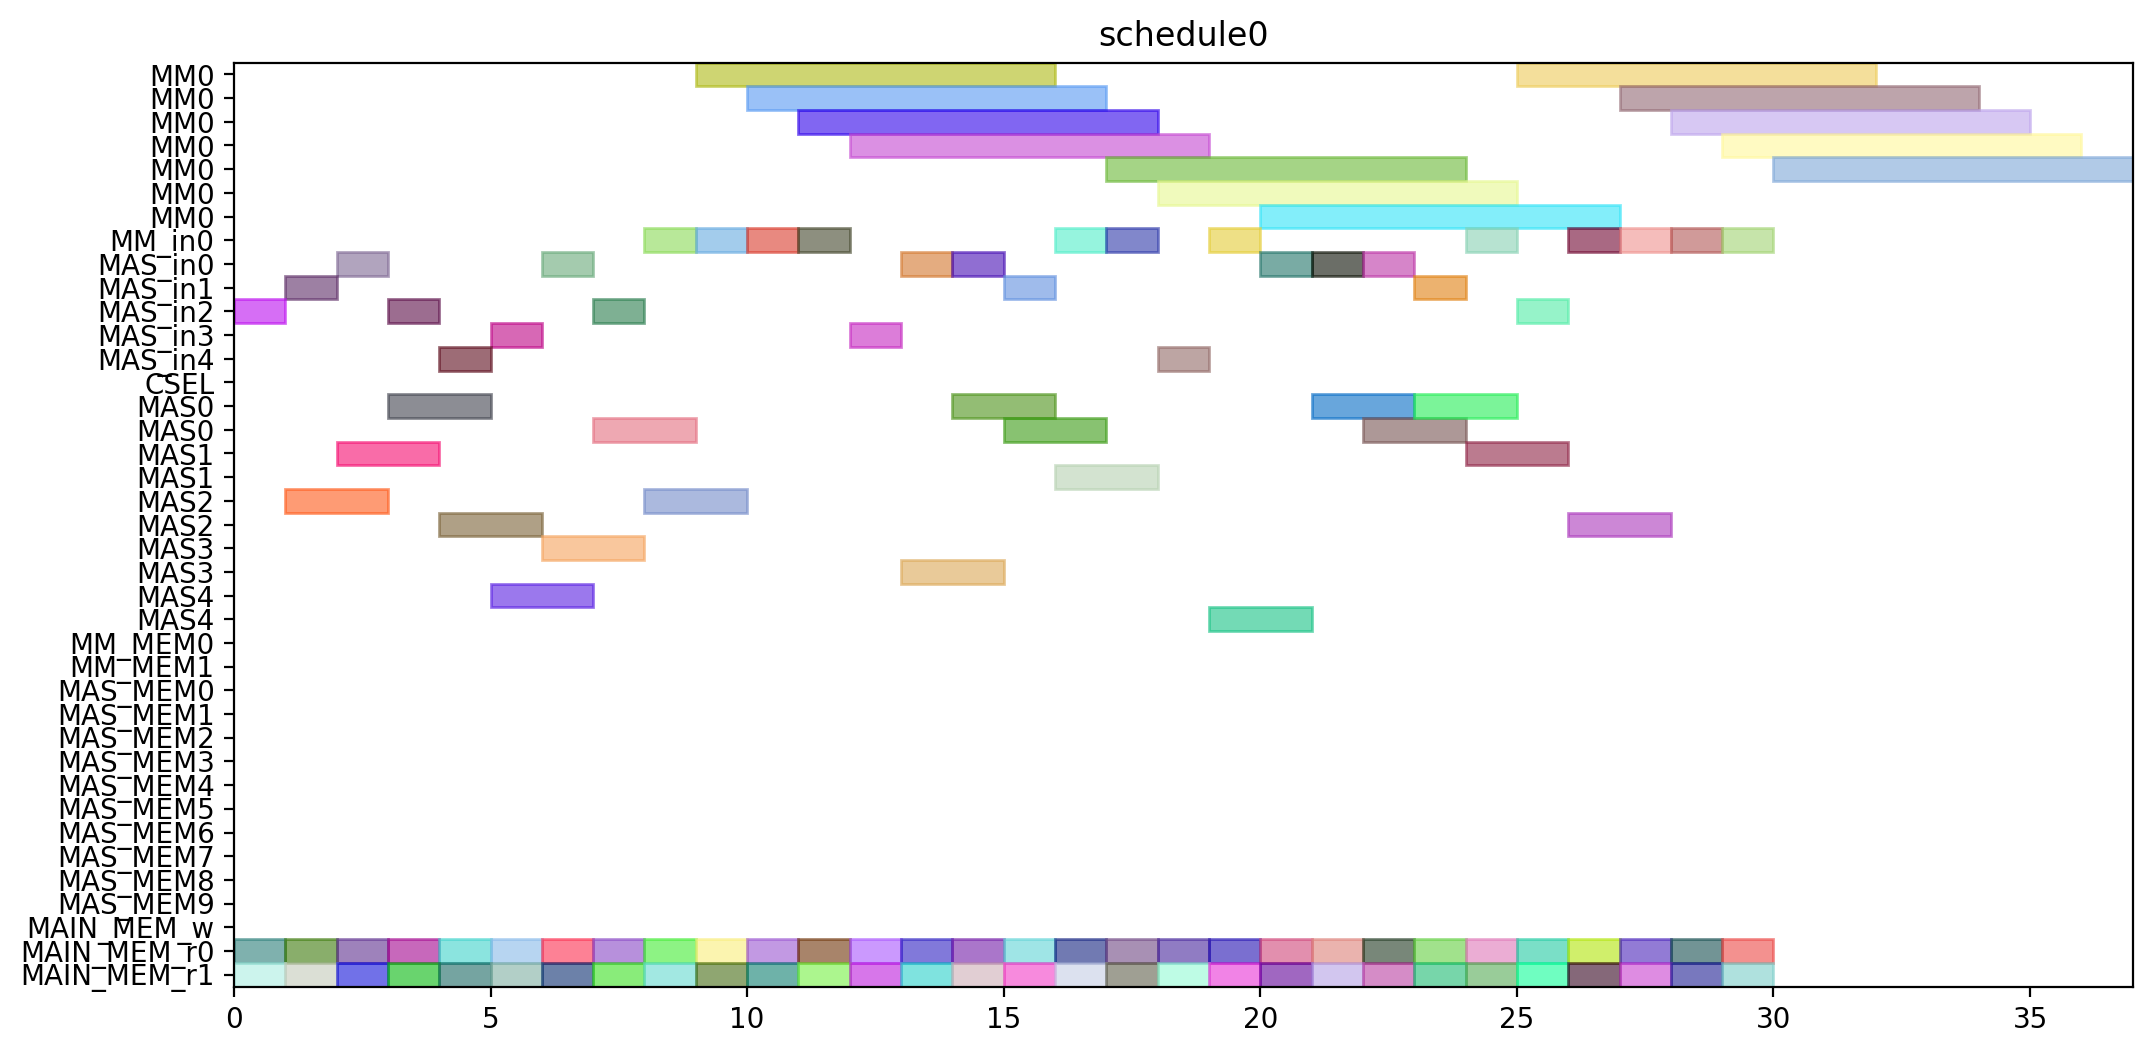 schedule0
MM0
MM0
MM0
MM0
MM0
MM0
MM0
MM_in0
MAS_in0
MAS_in1
MAS_in2
MAS_in3
MAS_in4
CSEL
MAS0
MAS0
MAS1
MAS1
MAS2
MAS2
MAS3
MAS3
MAS4
MAS4
MM_MEM0
MM_MEM1
MAS_MEM0
MAS_MEM1
MAS_MEM2
MAS_MEM3
MAS_MEM4
MAS_MEM5
MAS_MEM6
MAS_MEM7
MAS_MEM8
MAS_MEM9
MAIN_MEM_w
MAIN_MEM_r0
MAIN_MEM_r1
0 5 10 15 20 25 30 35